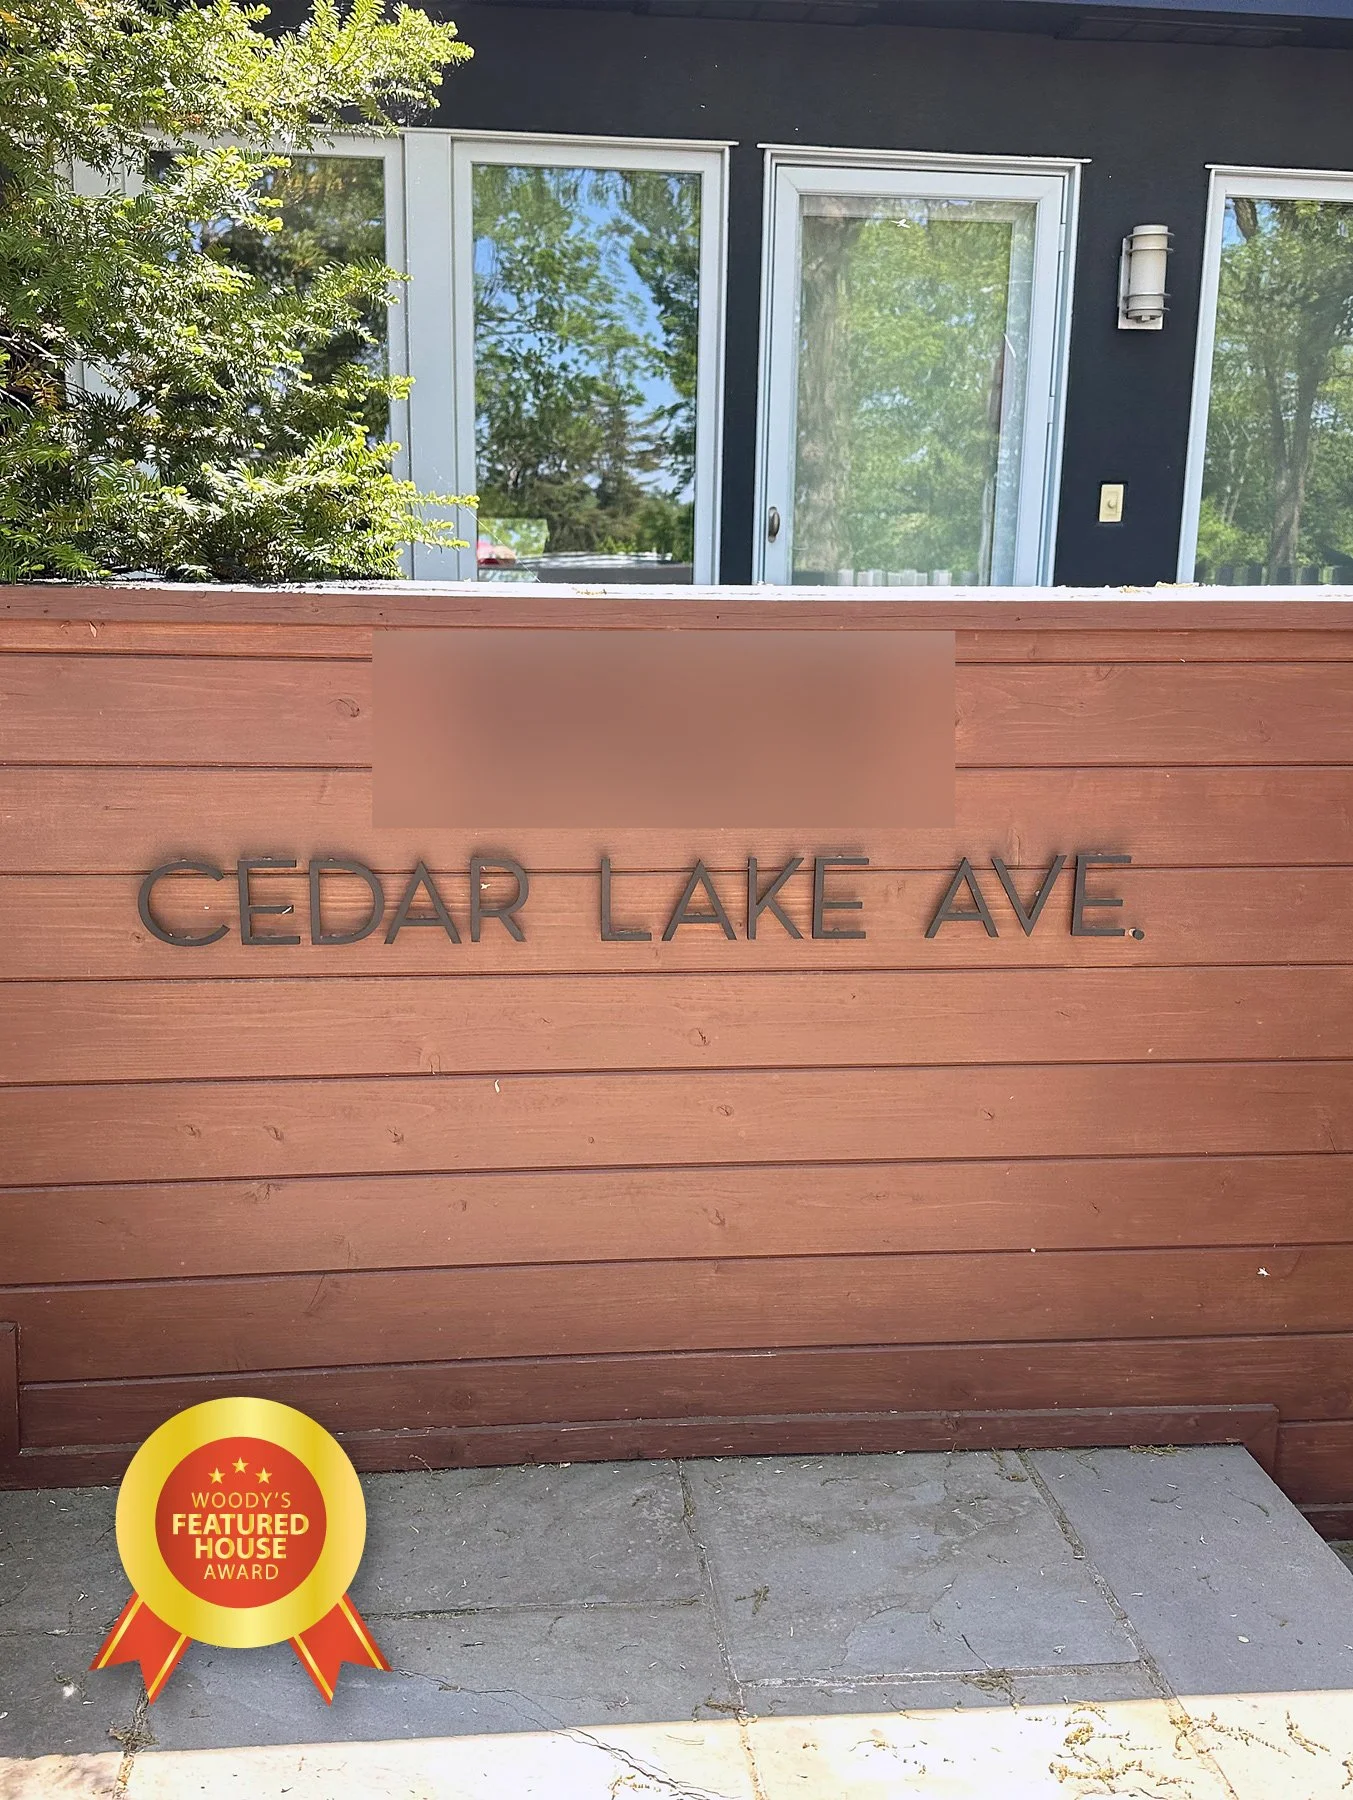 CEDAR LAKE AVE.
WOODY'S
FEATURED
HOUSE
AWARD